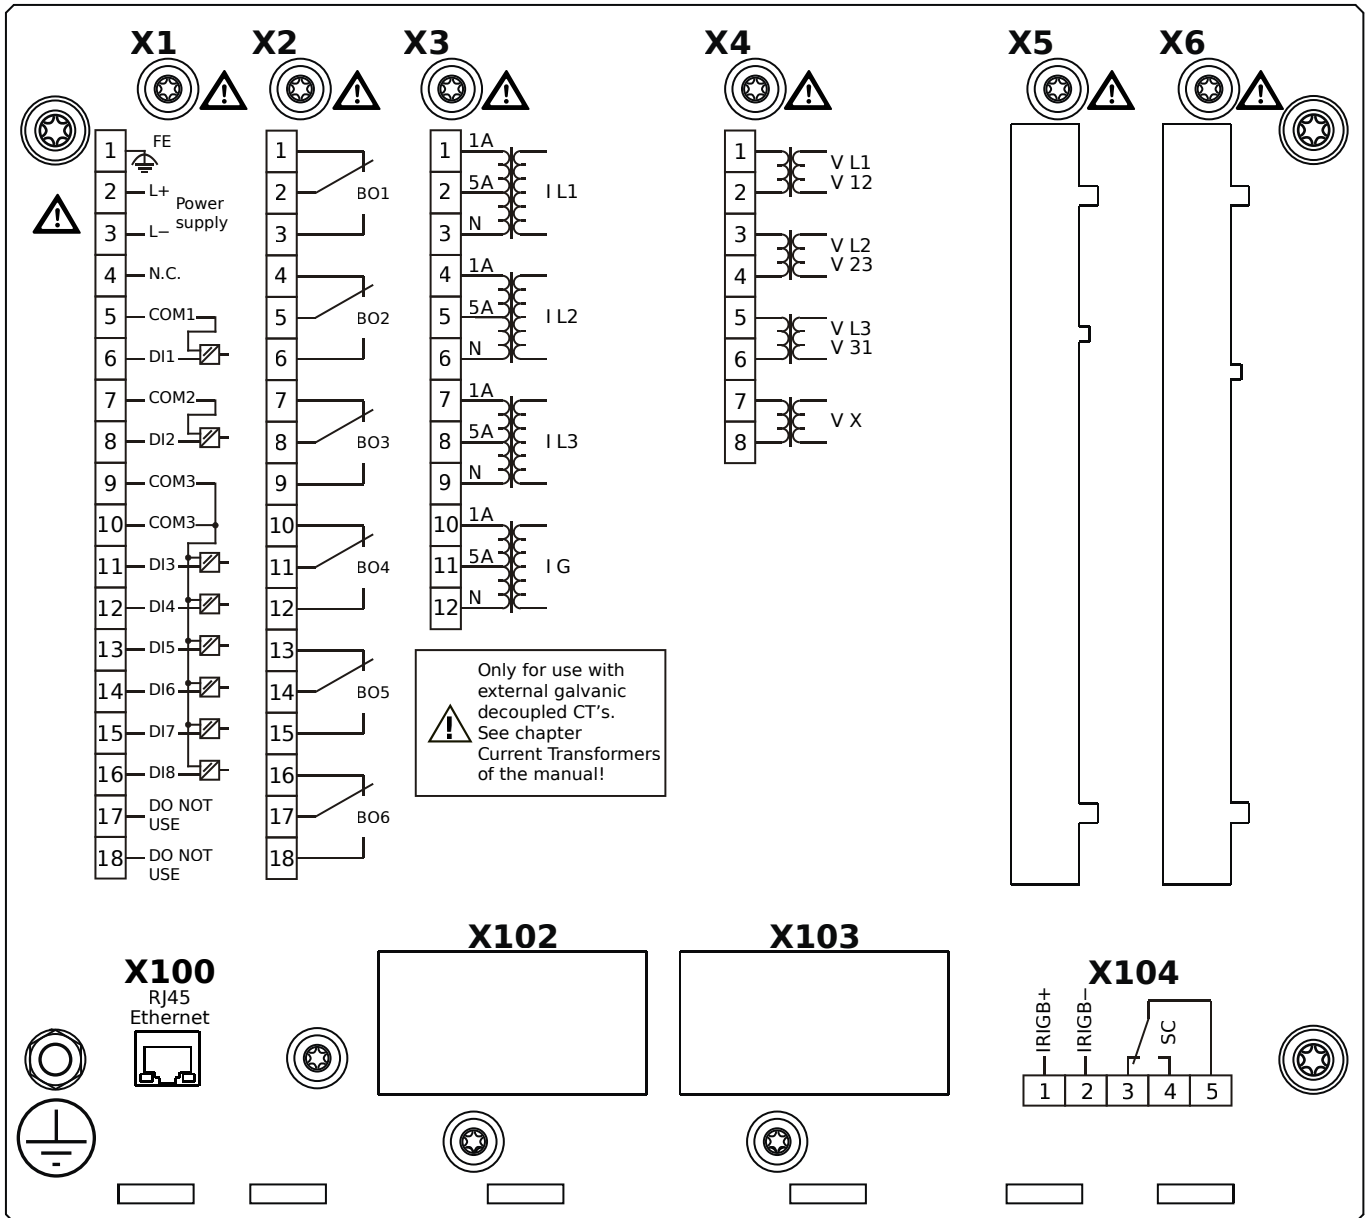 X1
X2
X3
X4
X5
X6
1 FE
2 L+
Power
supply
3 L−
4 N.C.
5 COM1
6 DI1
7 COM2
8 DI2
9 COM3
10 COM3
11 DI3
12 DI4
13 DI5
14 DI6
15 DI7
16 DI8
17 DO NOT
USE
18 DO NOT
USE
1
2 BO1
3
4
5 BO2
6
7
8 BO3
9
10
11 BO4
12
13
14 BO5
15
16
17 BO6
18
1 1A
2 5A I L1
3 N
4 1A
5 5A I L2
6 N
7 1A
8 5A I L3
9 N
10 1A
11 5A I G
12 N
Only for use with
external galvanic
decoupled CT's.
See chapter
Current Transformers
of the manual!
1 V L1
2 V 12
3 V L2
4 V 23
5 V L3
6 V 31
7 V X
8
X100
RJ45
Ethernet
X102
X103
X104
IRIGB+
IRIGB−
SC
1 2 3 4 5